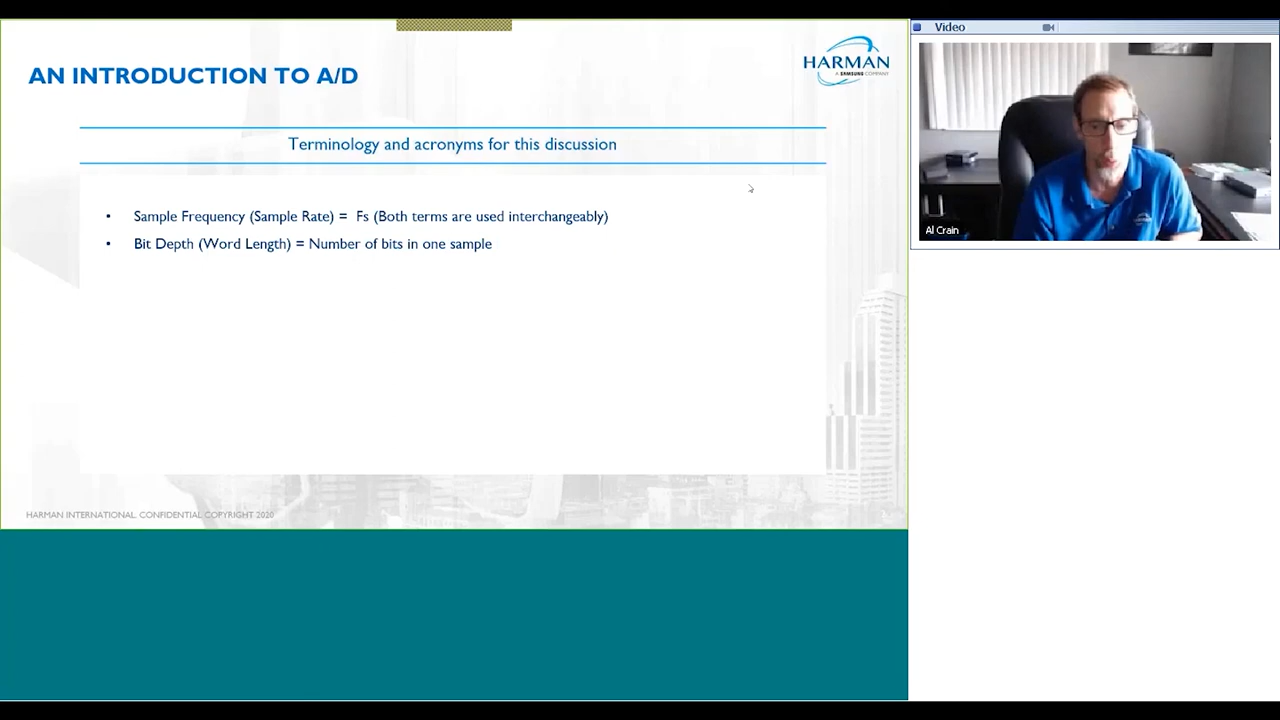 AN INTRODUCTION TO A/D
HARMAN
A SAMSUNG COMPANY
Terminology and acronyms for this discussion
• Sample Frequency (Sample Rate) = Fs (Both terms are used interchangeably)
• Bit Depth (Word Length) = Number of bits in one sample
HARMAN INTERNATIONAL. CONFIDENTIAL COPYRIGHT 2020
Video
Al Crain